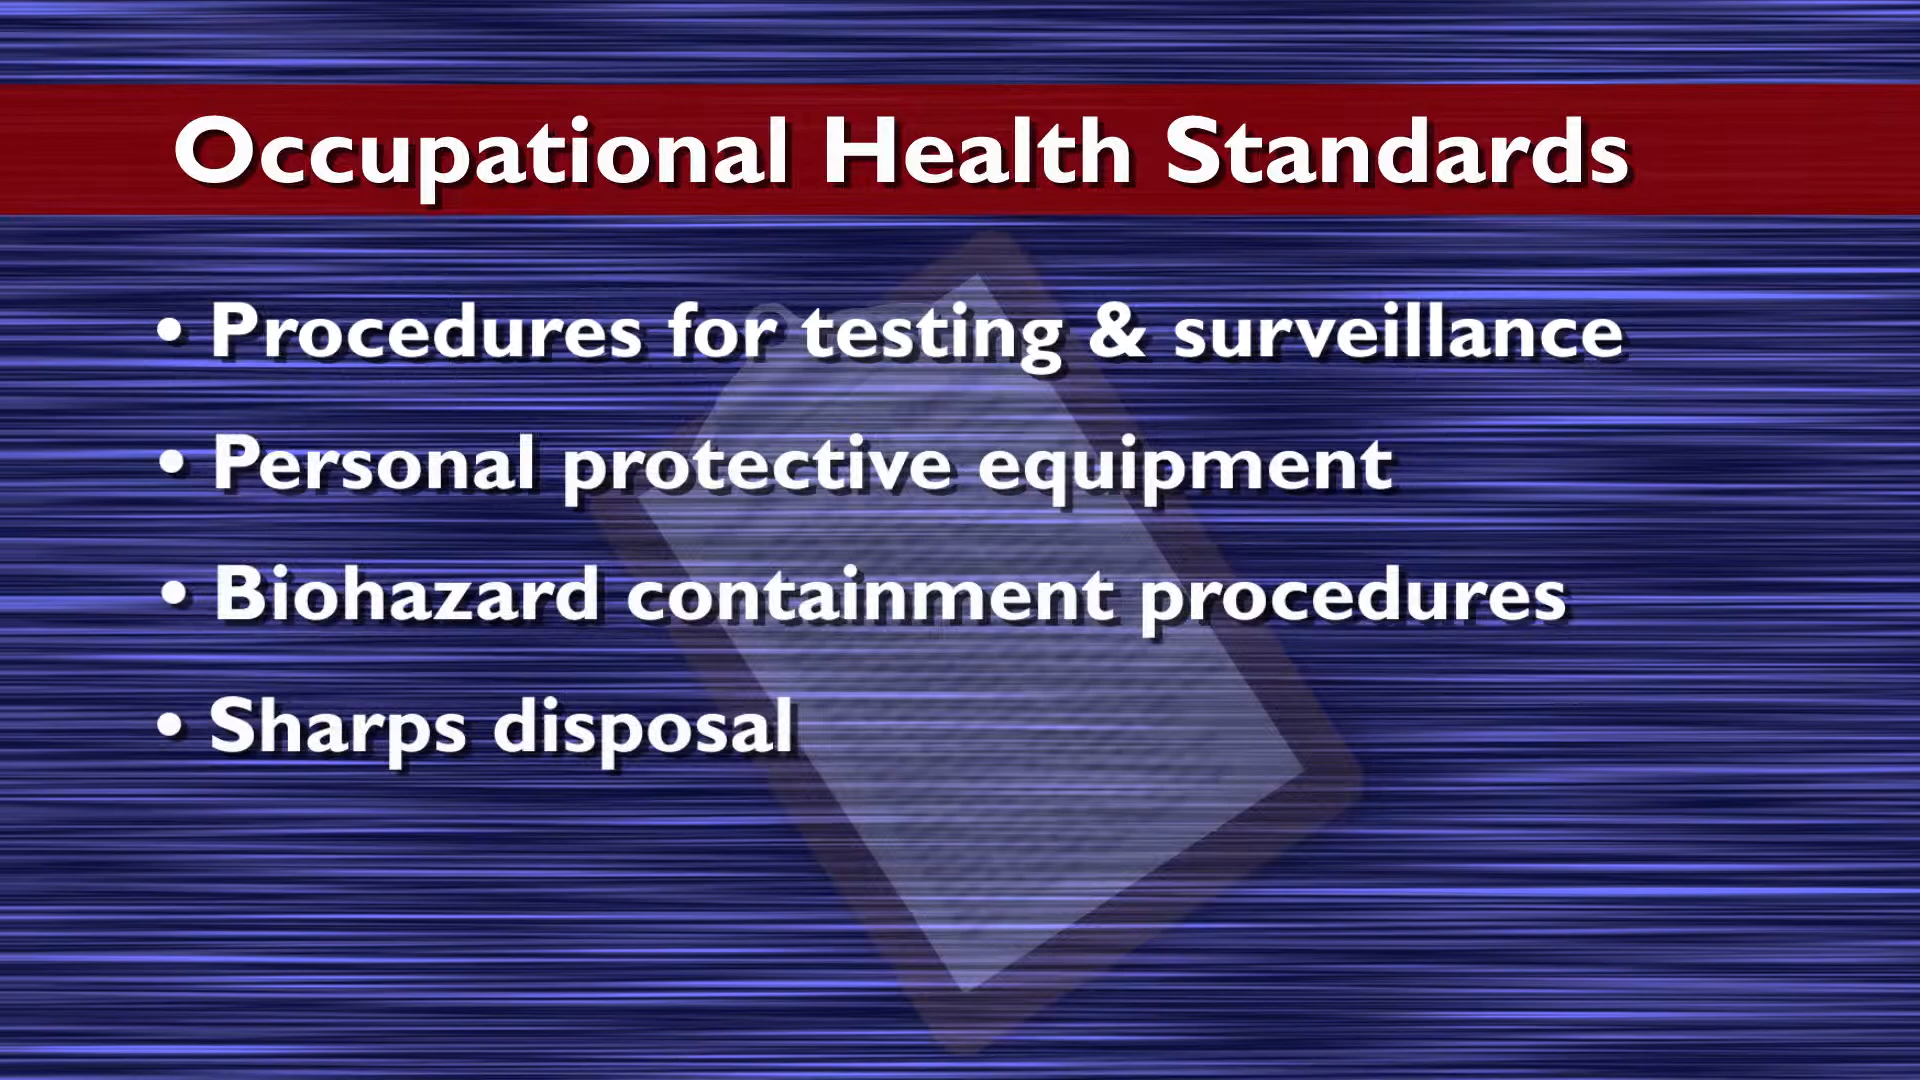 Occupational Health Standards
• Procedures for testing & surveillance
• Personal protective equipment
• Biohazard containment procedures
• Sharps disposal